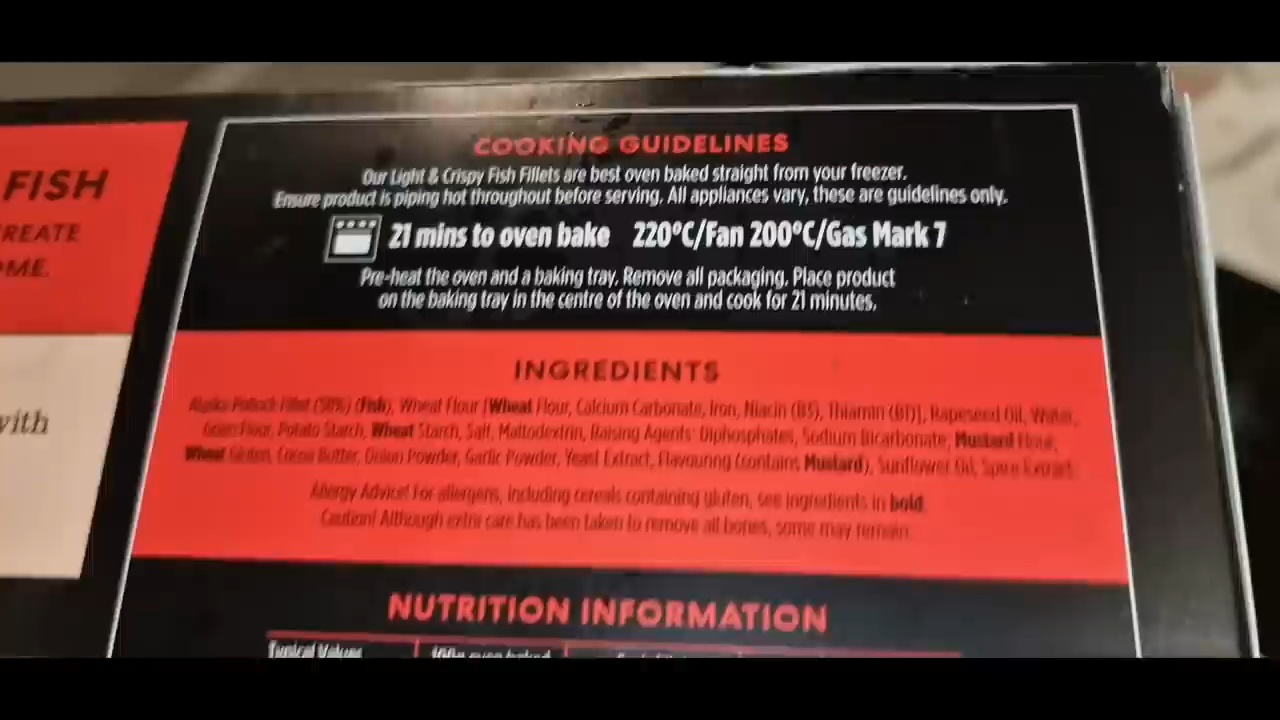 FISH
REATE
OME.
with
COOKING GUIDELINES
Our Light & Crispy Fish Fillets are best oven baked straight from your freezer.
Ensure product is piping hot throughout before serving. All appliances vary, these are guidelines only.
21 mins to oven bake 220°C/Fan 200°C/Gas Mark 7
Pre-heat the oven and a baking tray. Remove all packaging. Place product
on the baking tray in the centre of the oven and cook for 21 minutes.
INGREDIENTS
Alaska Pollock Fillet (58%) (Fish), Wheat Flour [Wheat Flour, Calcium Carbonate, Iron, Niacin (B3), Thiamin (B1)], Rapeseed Oil, Water,
Flour, Potato Starch, Wheat Starch, Salt, Maltodextrin, Raising Agents: Diphosphates, Sodium Bicarbonate, Mustard Flour,
Wheat Gluten, Cocoa Butter, Onion Powder, Garlic Powder, Yeast Extract, Flavouring (contains Mustard), Sunflower Oil, Spice Extract.
Allergy Advice! For allergens, including cereals containing gluten, see ingredients in bold.
Caution! Although extra care has been taken to remove all bones, some may remain.
NUTRITION INFORMATION
Typical Values 100g oven baked